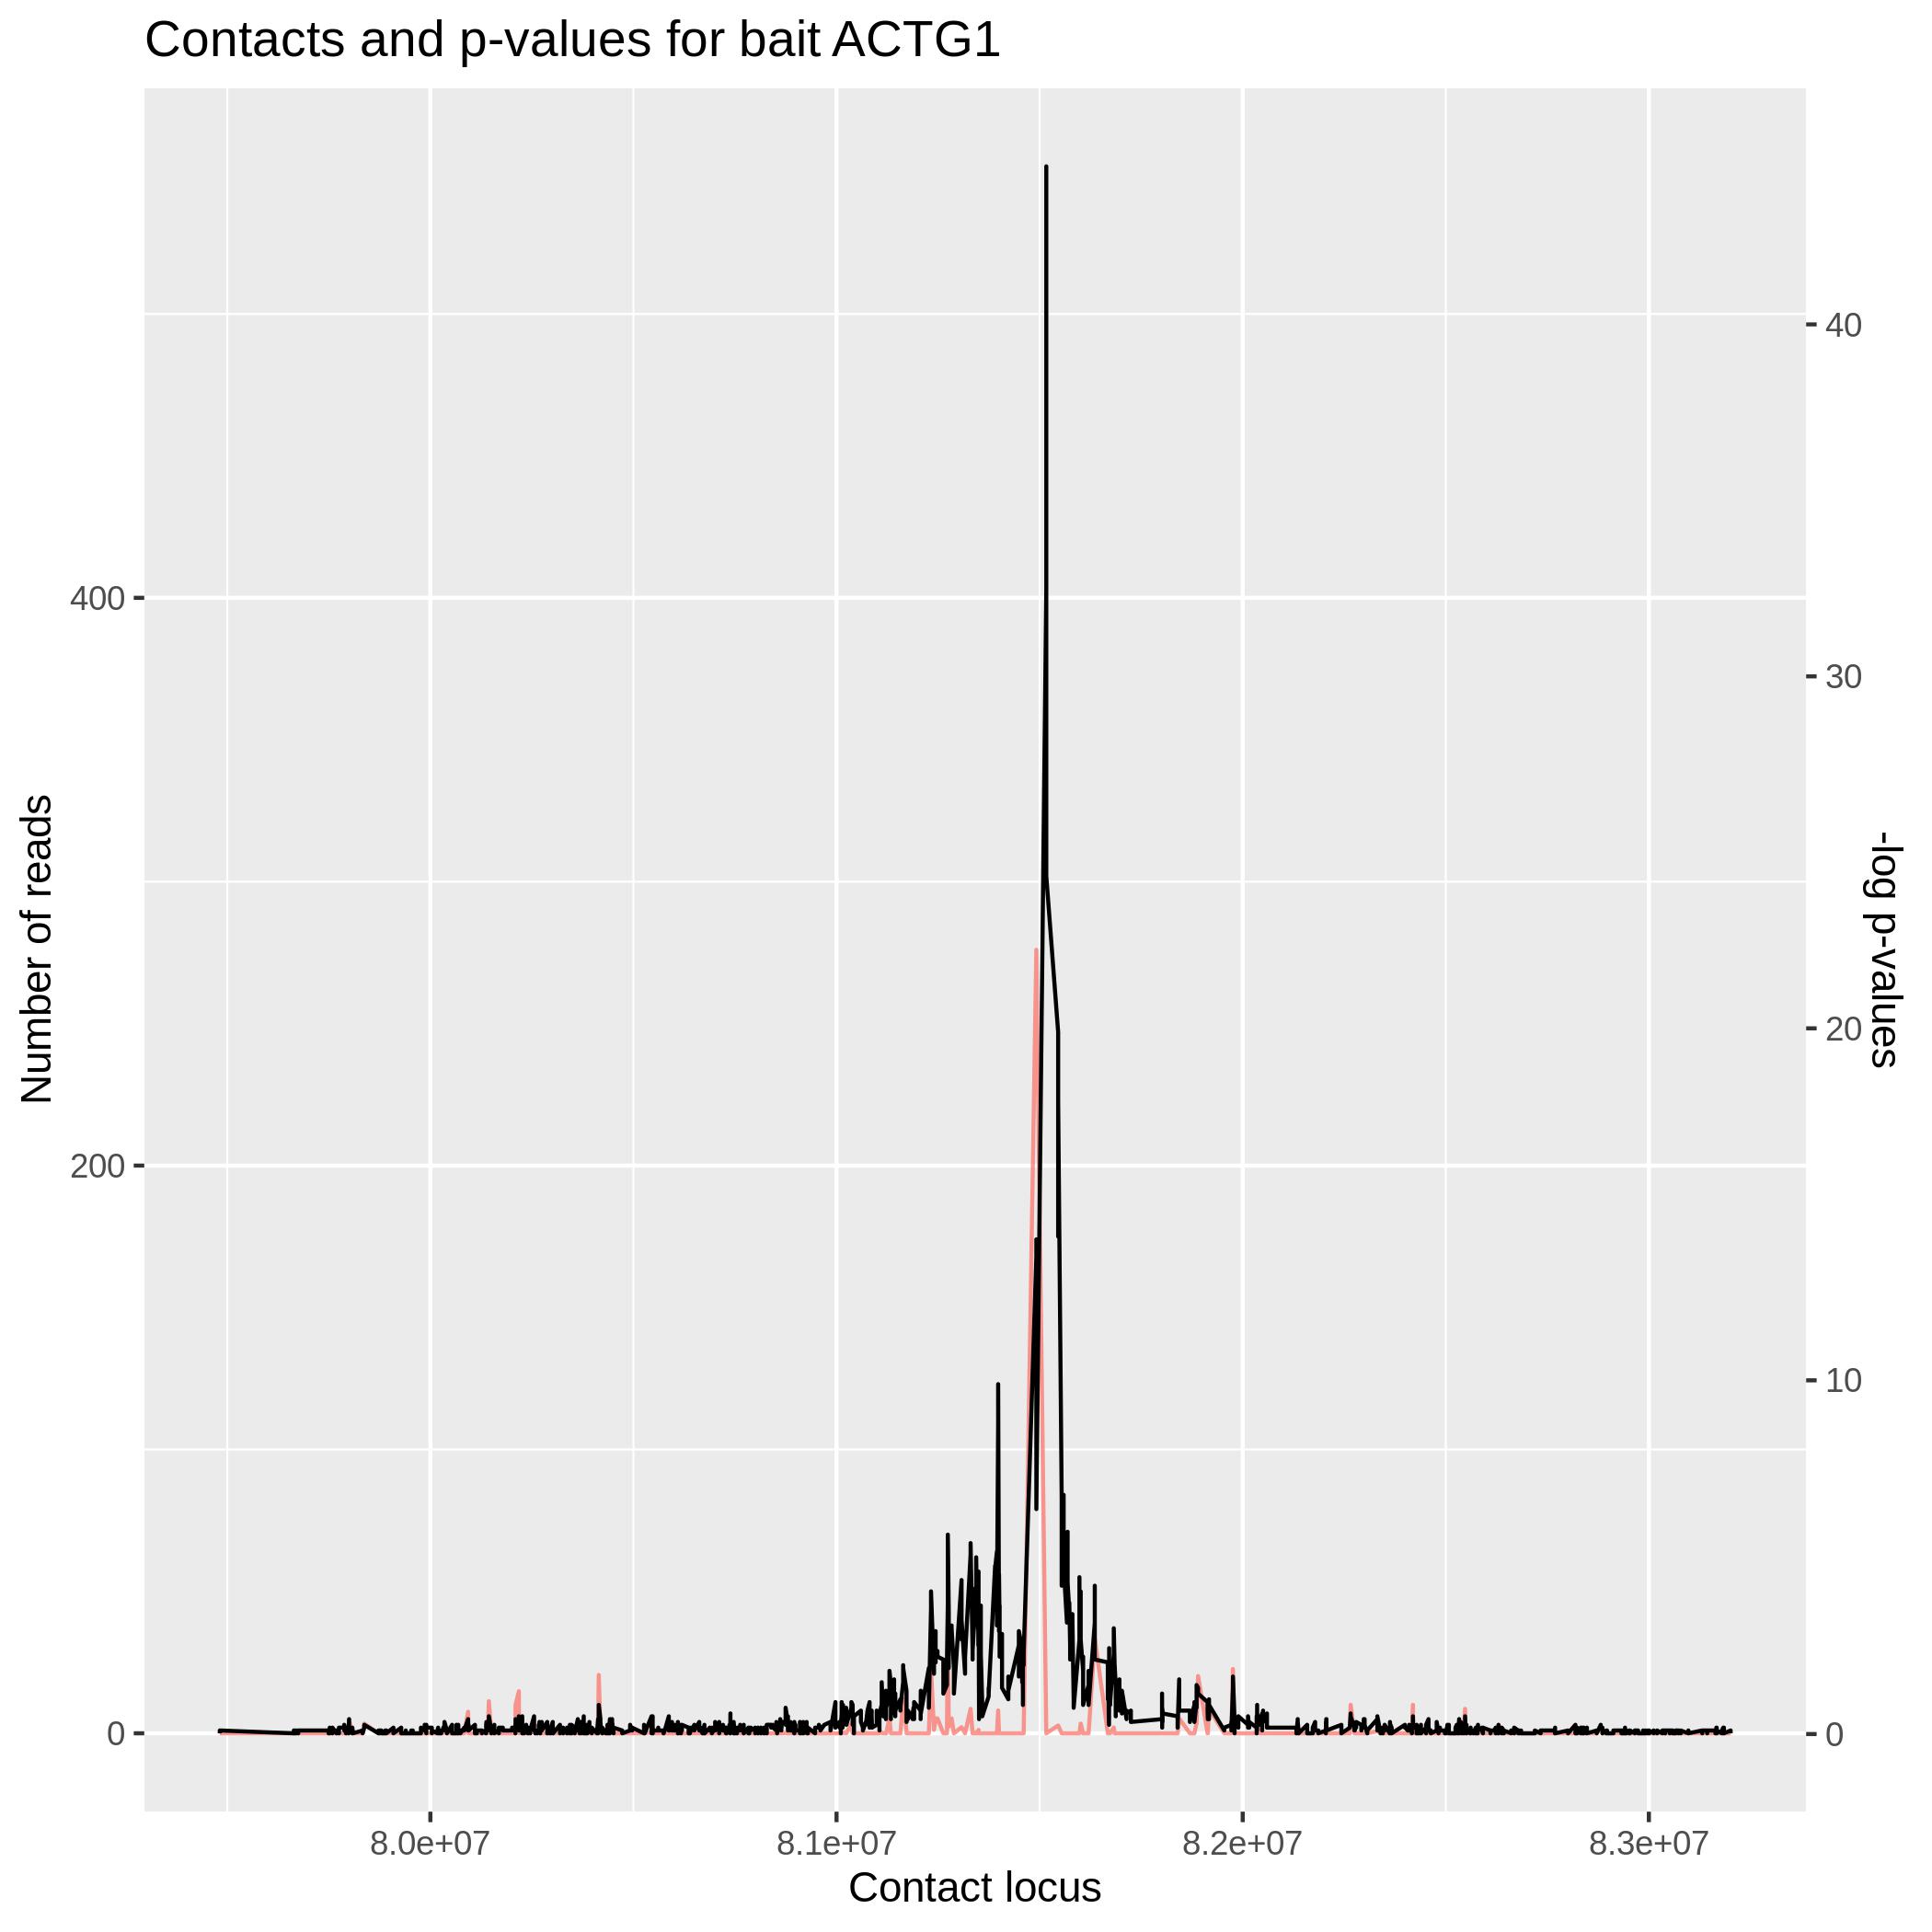 Contacts and p-values for bait ACTG1
Number of reads
400
200
0
40
30
20
10
0
-log p-values
8.0e+07
8.1e+07
8.2e+07
8.3e+07
Contact locus